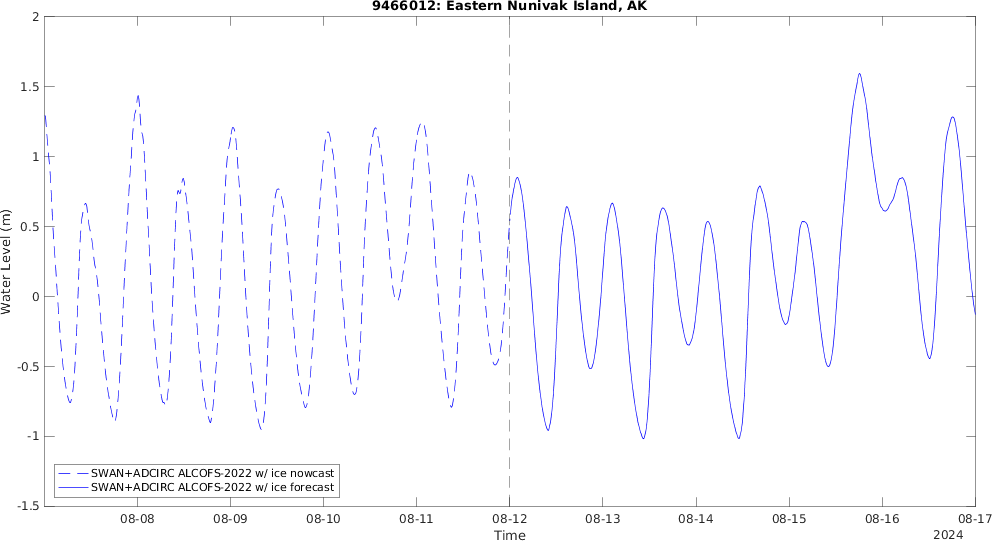 9466012: Eastern Nunivak Island, AK
2
1.5
1
0.5
0
-0.5
-1
-1.5
Water Level (m)
SWAN+ADCIRC ALCOFS-2022 w/ ice nowcast
SWAN+ADCIRC ALCOFS-2022 w/ ice forecast
08-08 08-09 08-10 08-11 08-12 08-13 08-14 08-15 08-16 08-17
Time
2024